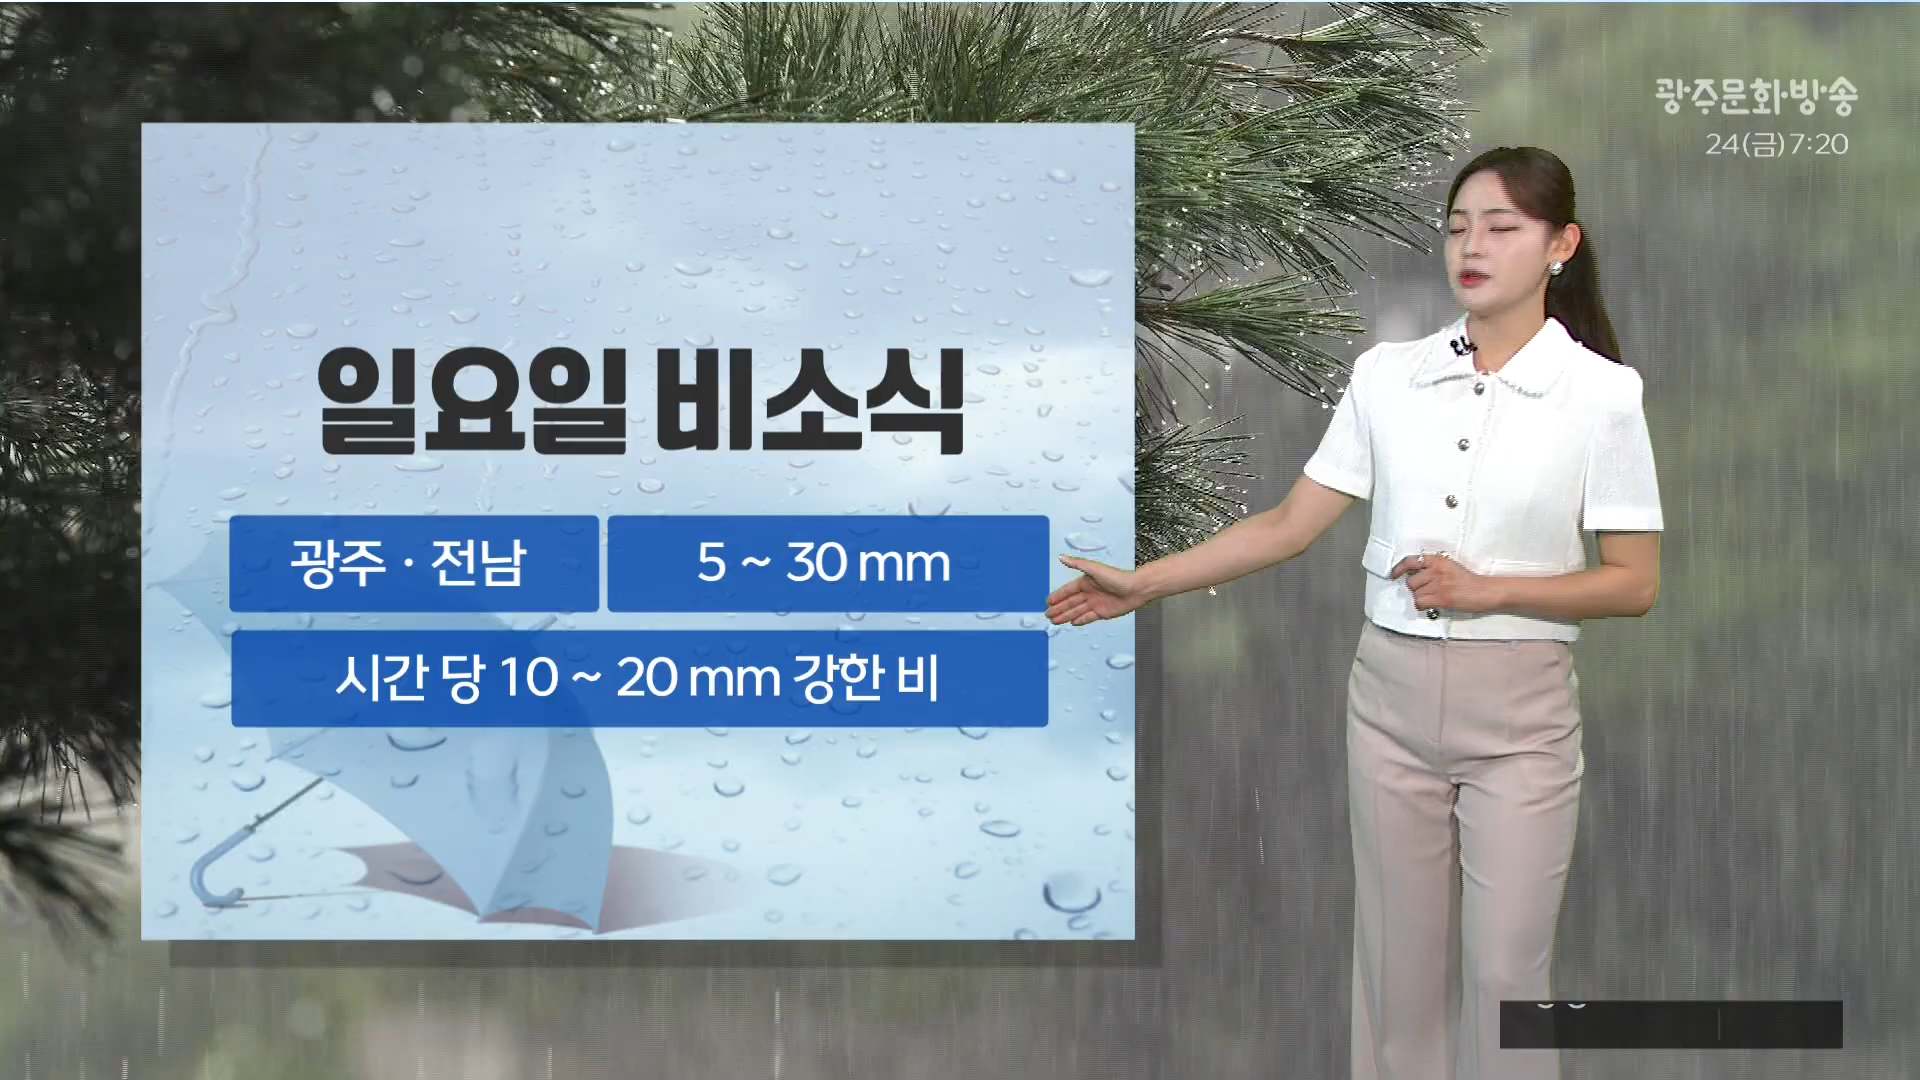 광주문화방송
24(금)7:20
일요일 비소식
광주 · 전남
5 ~ 30 mm
시간 당 10 ~ 20 mm 강한 비